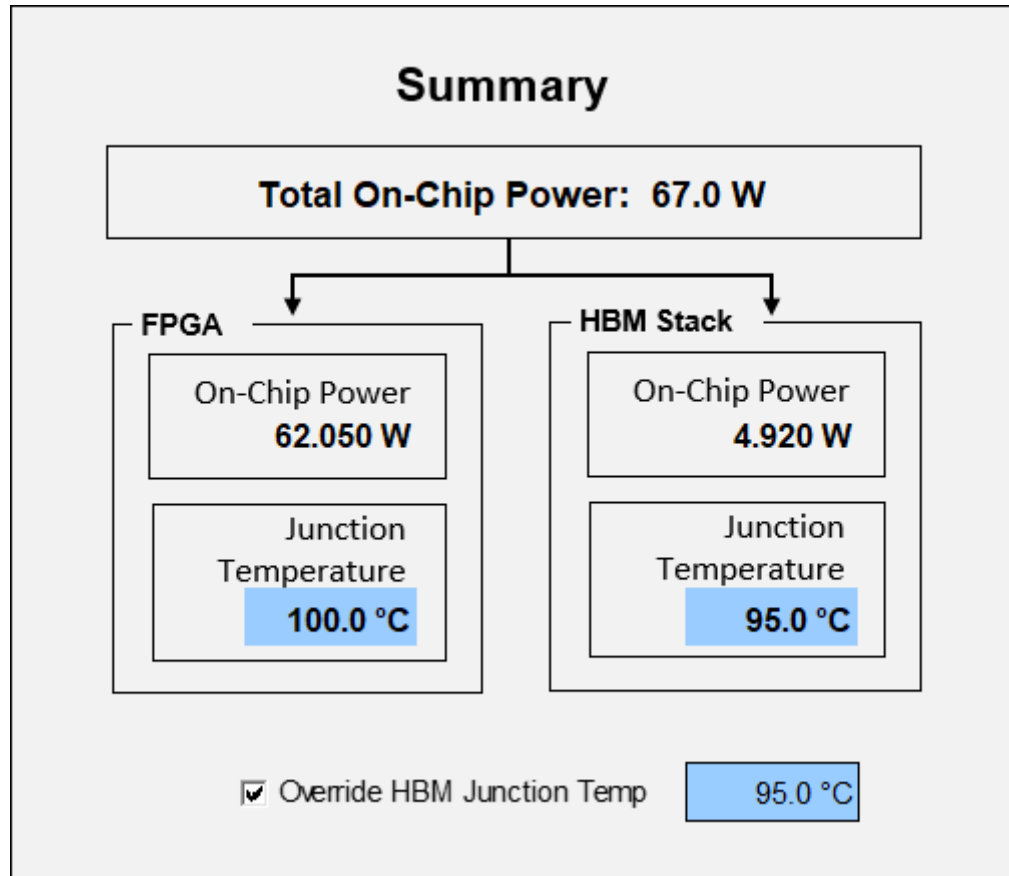 Summary
Total On-Chip Power: 67.0 W
FPGA
On-Chip Power
62.050 W
Junction
Temperature
100.0 °C
HBM Stack
On-Chip Power
4.920 W
Junction
Temperature
95.0 °C
Override HBM Junction Temp
95.0 °C